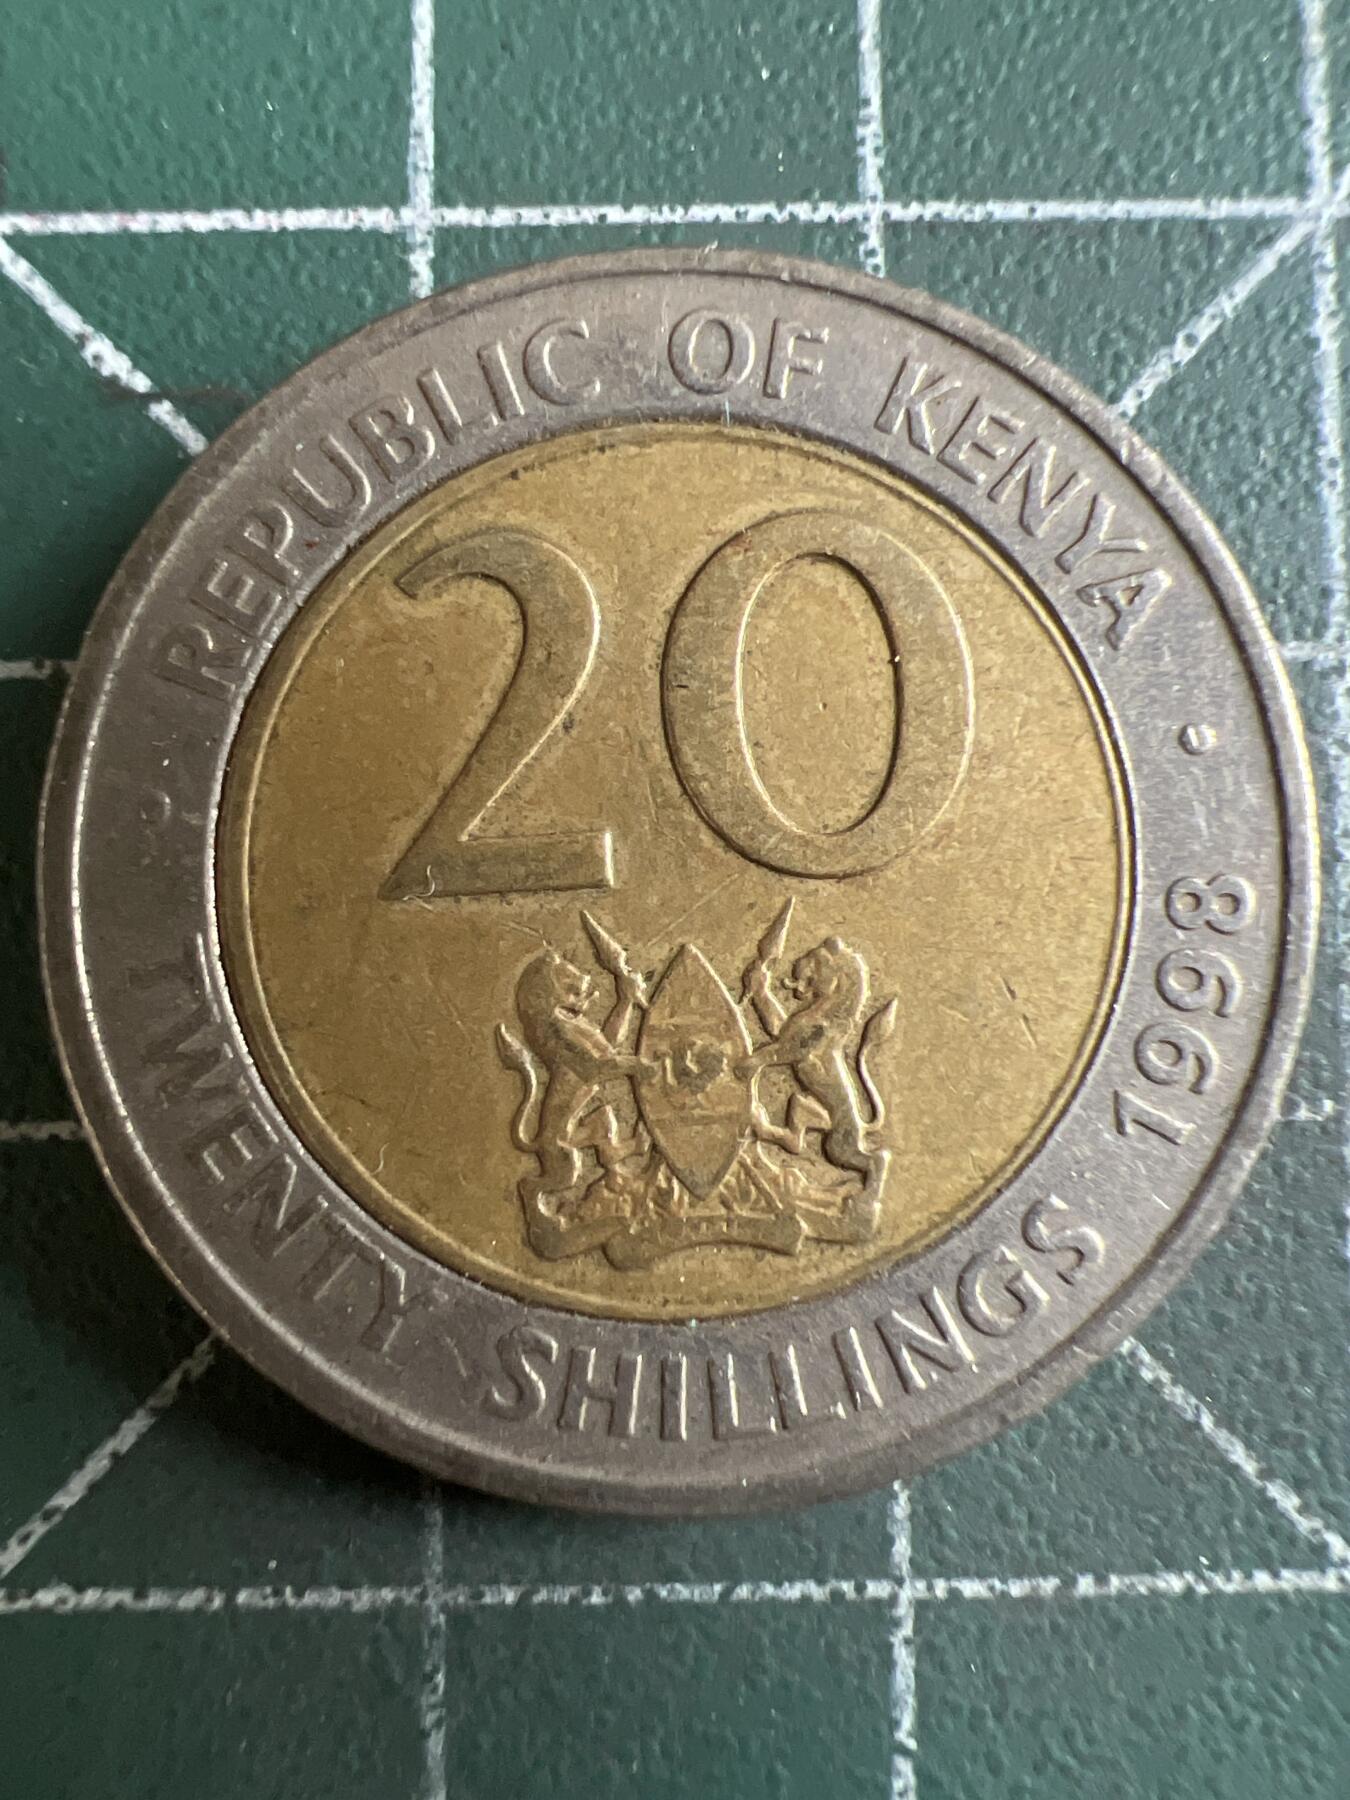 REPUBLIC OF KENYA
20
TWENTY SHILLINGS 1998